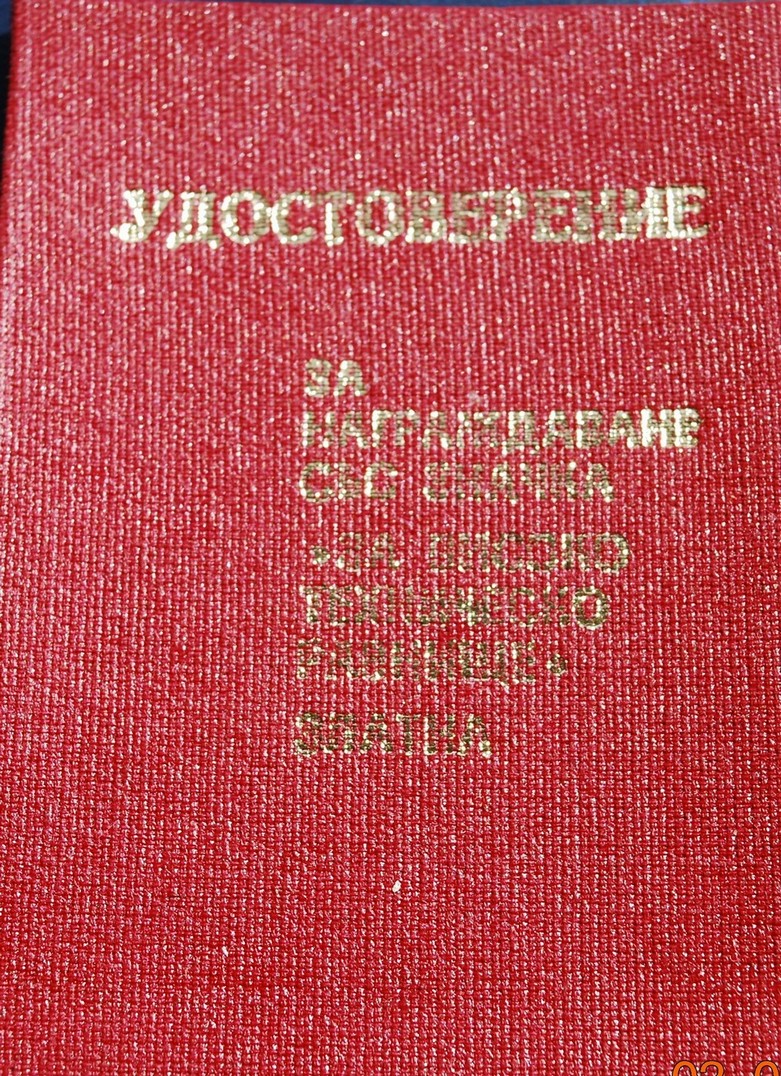 УДОСТОВЕРЕНИЕ
ЗА
НАГРАЖДАВАНЕ
СЪС ЗНАЧКА
»ЗА ВИСОКО
ТЕХНИЧЕСКО
РАВНИЩЕ»
ЗЛАТНА